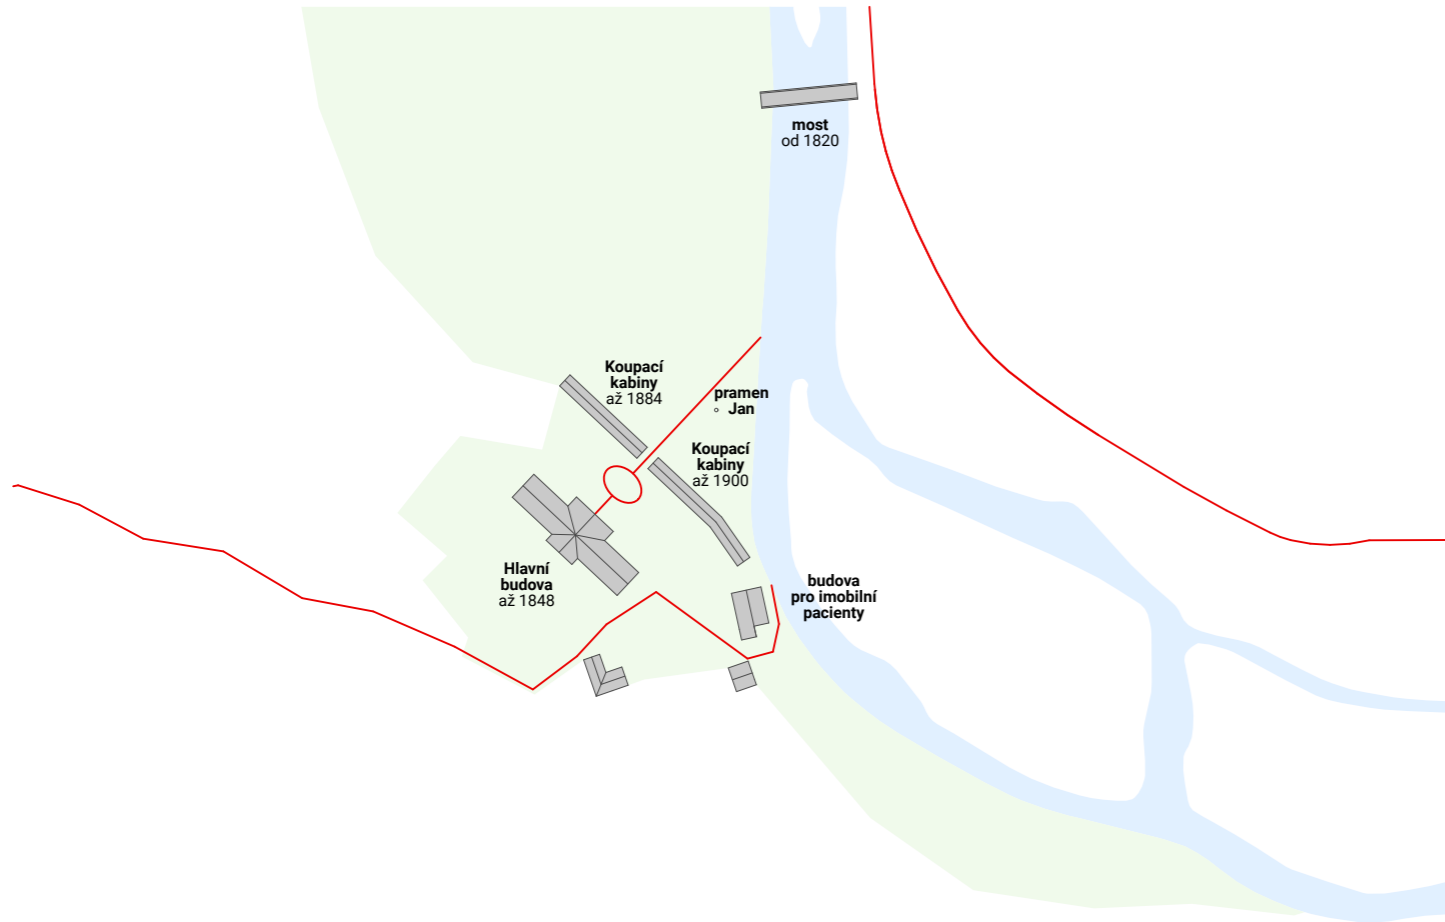 most
od 1820
Koupací
kabiny
až 1884
pramen
Jan
Koupací
kabiny
až 1900
Hlavní
budova
až 1848
budova
pro imobilní
pacienty